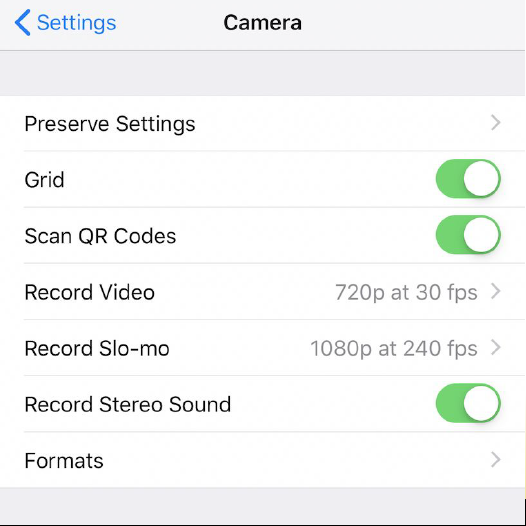 Settings
Camera
Preserve Settings
Grid
Scan QR Codes
Record Video 720p at 30 fps
Record Slo-mo 1080p at 240 fps
Record Stereo Sound
Formats